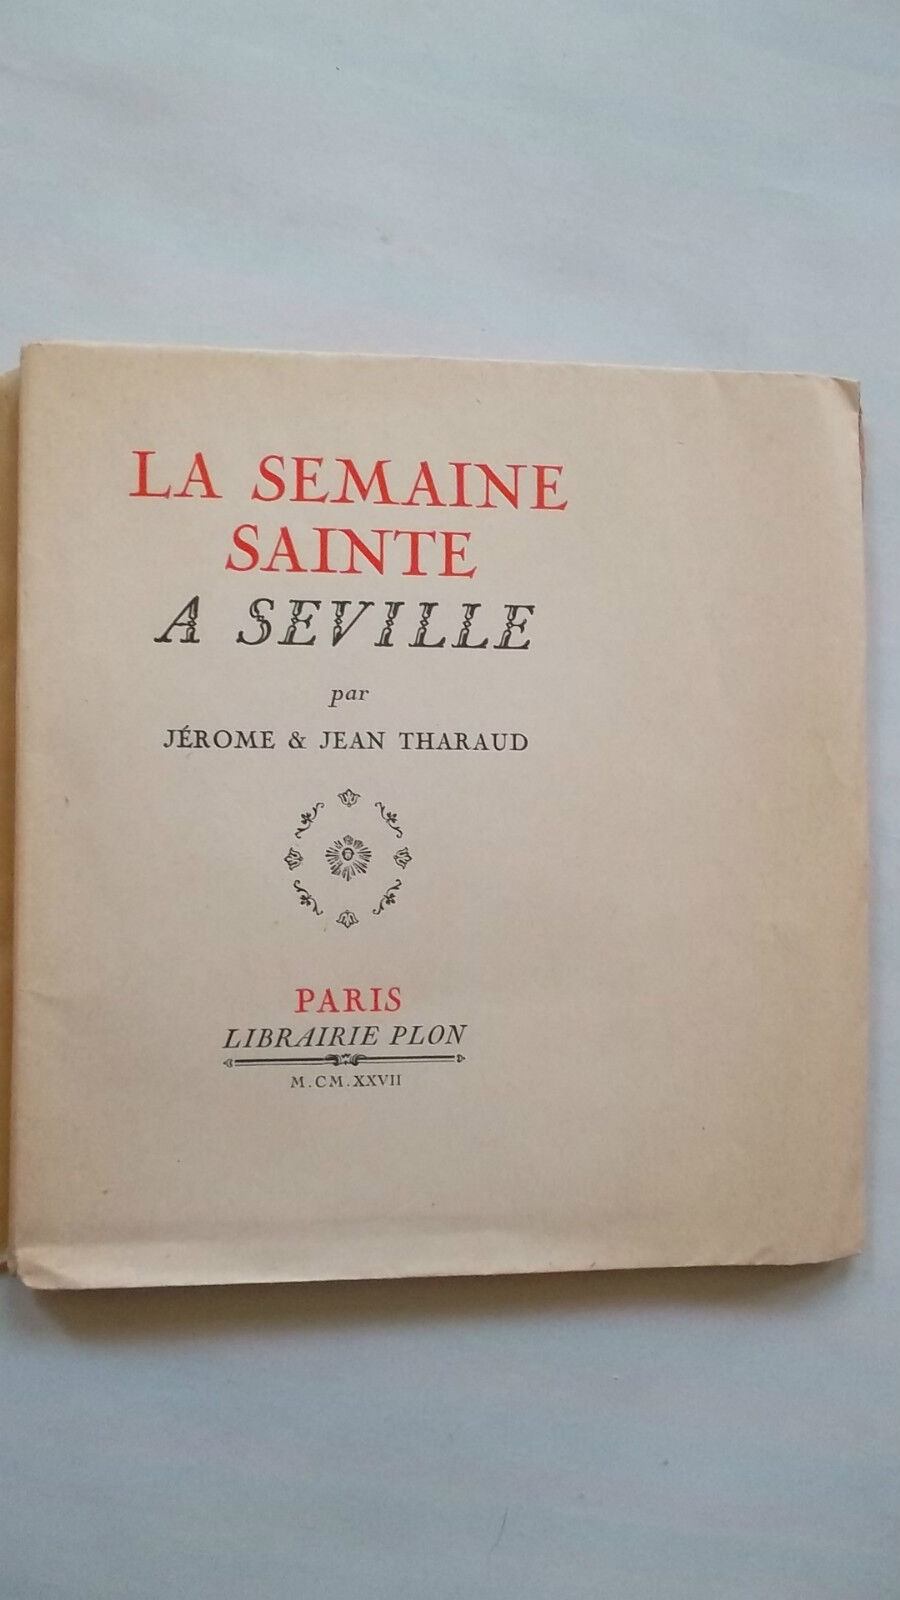 LA SEMAINE
SAINTE
A SEVILLE
par
JÉROME & JEAN THARAUD
PARIS
LIBRAIRIE PLON
M.CM.XXVII